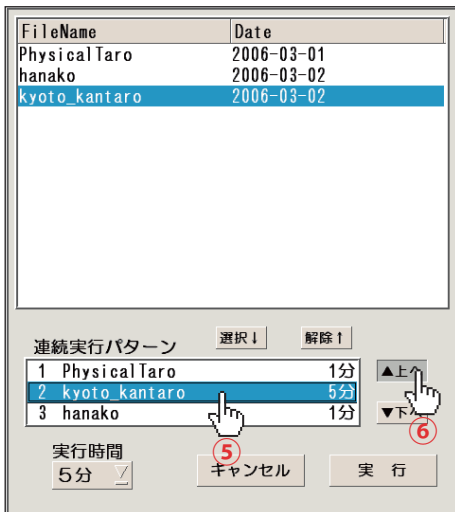 FileName Date
PhysicalTaro 2006-03-01
hanako 2006-03-02
kyoto_kantaro 2006-03-02
連続実行パターン 選択↓ 解除↑
1 PhysicalTaro 1分
2 kyoto_kantaro 5分
3 hanako 1分
▲上へ
▼下へ
⑤
⑥
実行時間
5分
キャンセル 実 行